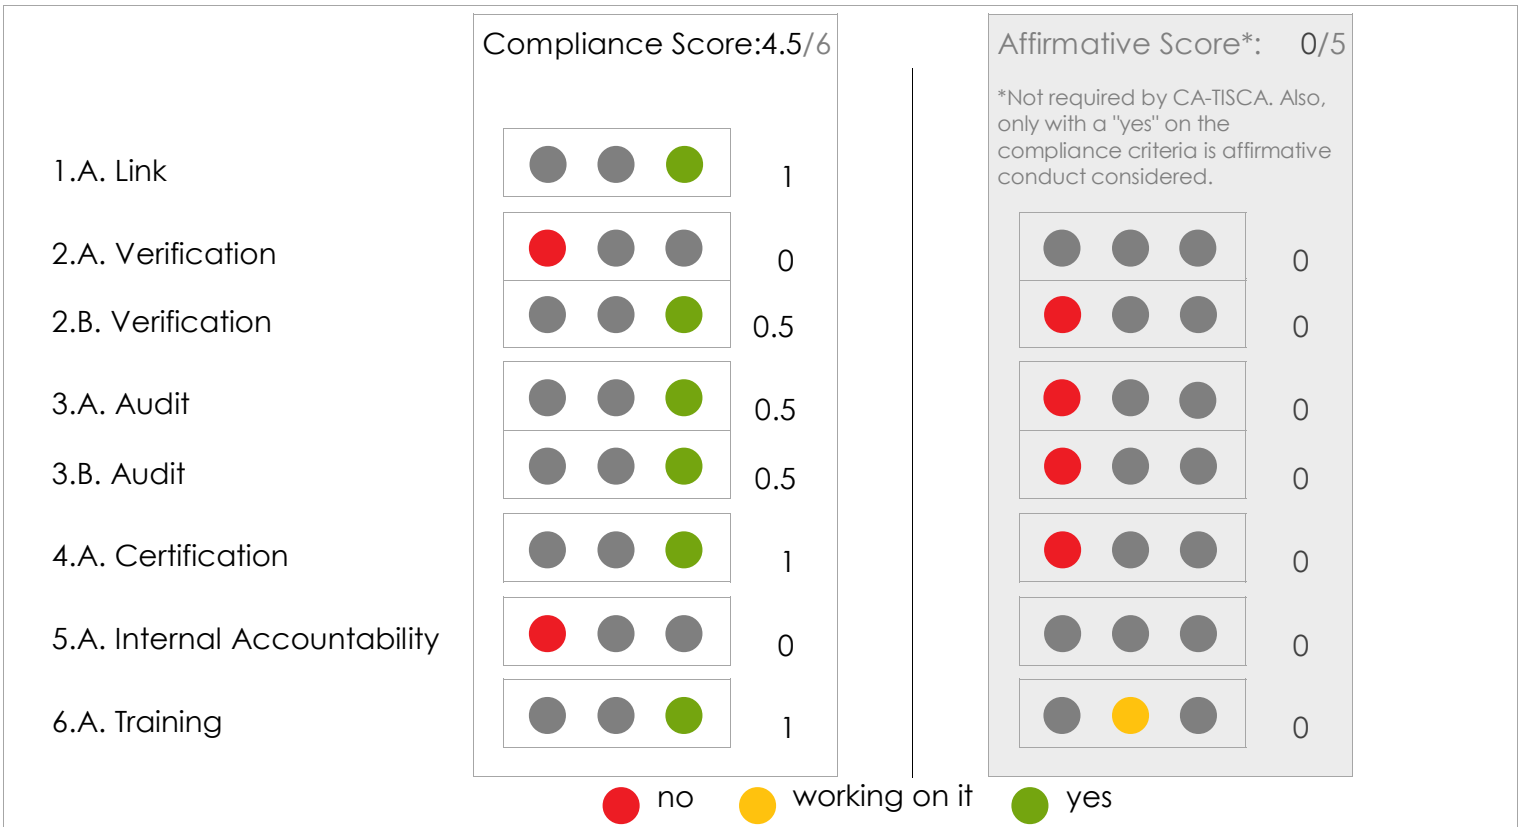 Compliance Score:4.5/6
Affirmative Score*: 0/5
*Not required by CA-TISCA. Also,
only with a "yes" on the
compliance criteria is affirmative
conduct considered.
1.A. Link 1
2.A. Verification 0 0
2.B. Verification 0.5 0
3.A. Audit 0.5 0
3.B. Audit 0.5 0
4.A. Certification 1 0
5.A. Internal Accountability 0 0
6.A. Training 1 0
no working on it yes